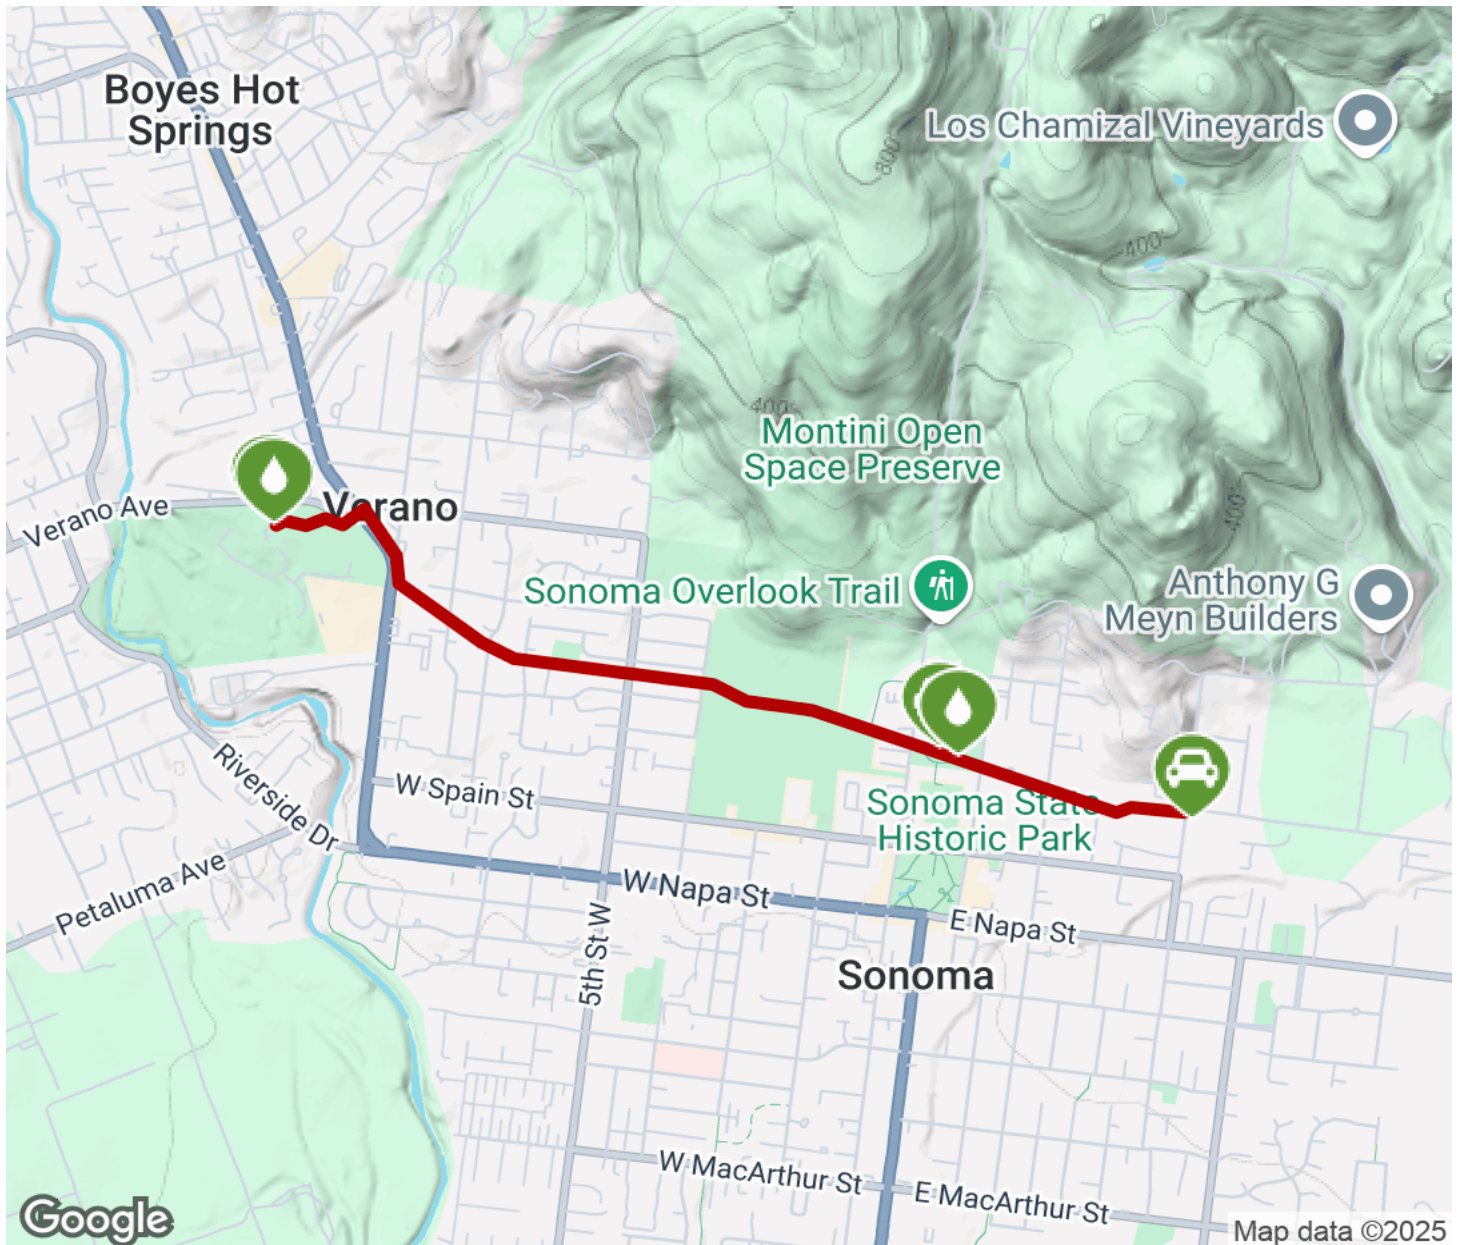 Boyes Hot
Springs
Los Chamizal Vineyards
800'
400'
400'
Montini Open
Space Preserve
400'
Verano Ave
Verano
Sonoma Overlook Trail
Anthony G
Meyn Builders
Riverside Dr
W Spain St
Sonoma State
Historic Park
Petaluma Ave
W Napa St
E Napa St
5th St W
Sonoma
W MacArthur St
E MacArthur St
Google
Map data ©2025